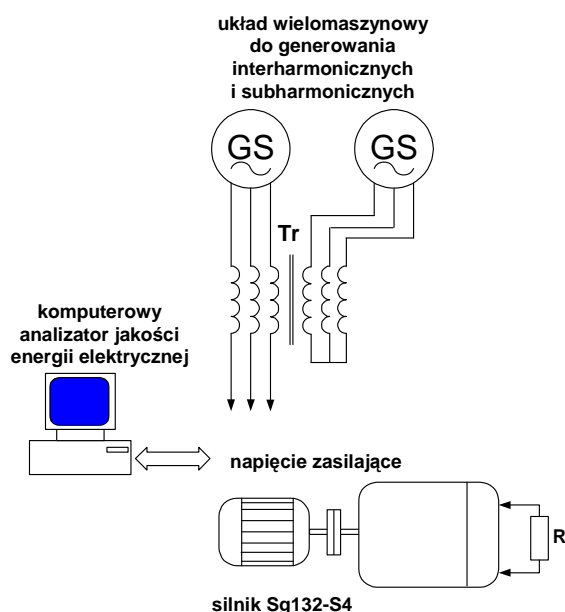 układ wielomaszynowy
do generowania
interharmonicznych
i subharmonicznych
GS
GS
Tr
komputerowy
analizator jakości
energii elektrycznej
napięcie zasilające
R
silnik Sg132-S4